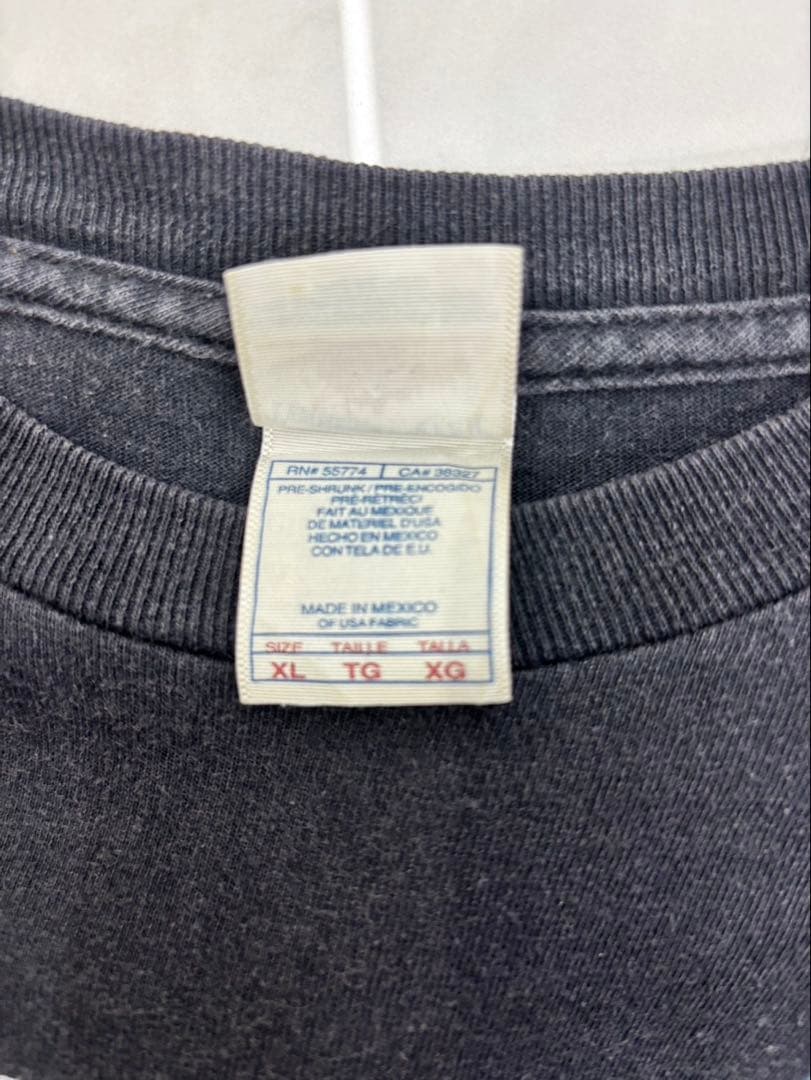 RN# 55774 | CA# 38327
PRE-SHRUNK / PRE-ENCOGIDO
PRÉ-RÉTRÉCI
FAIT AU MEXIQUE
DE MATERIEL D'USA
HECHO EN MEXICO
CON TELA DE E.U.
MADE IN MEXICO
OF USA FABRIC
SIZE TAILLE TALLA
XL TG XG